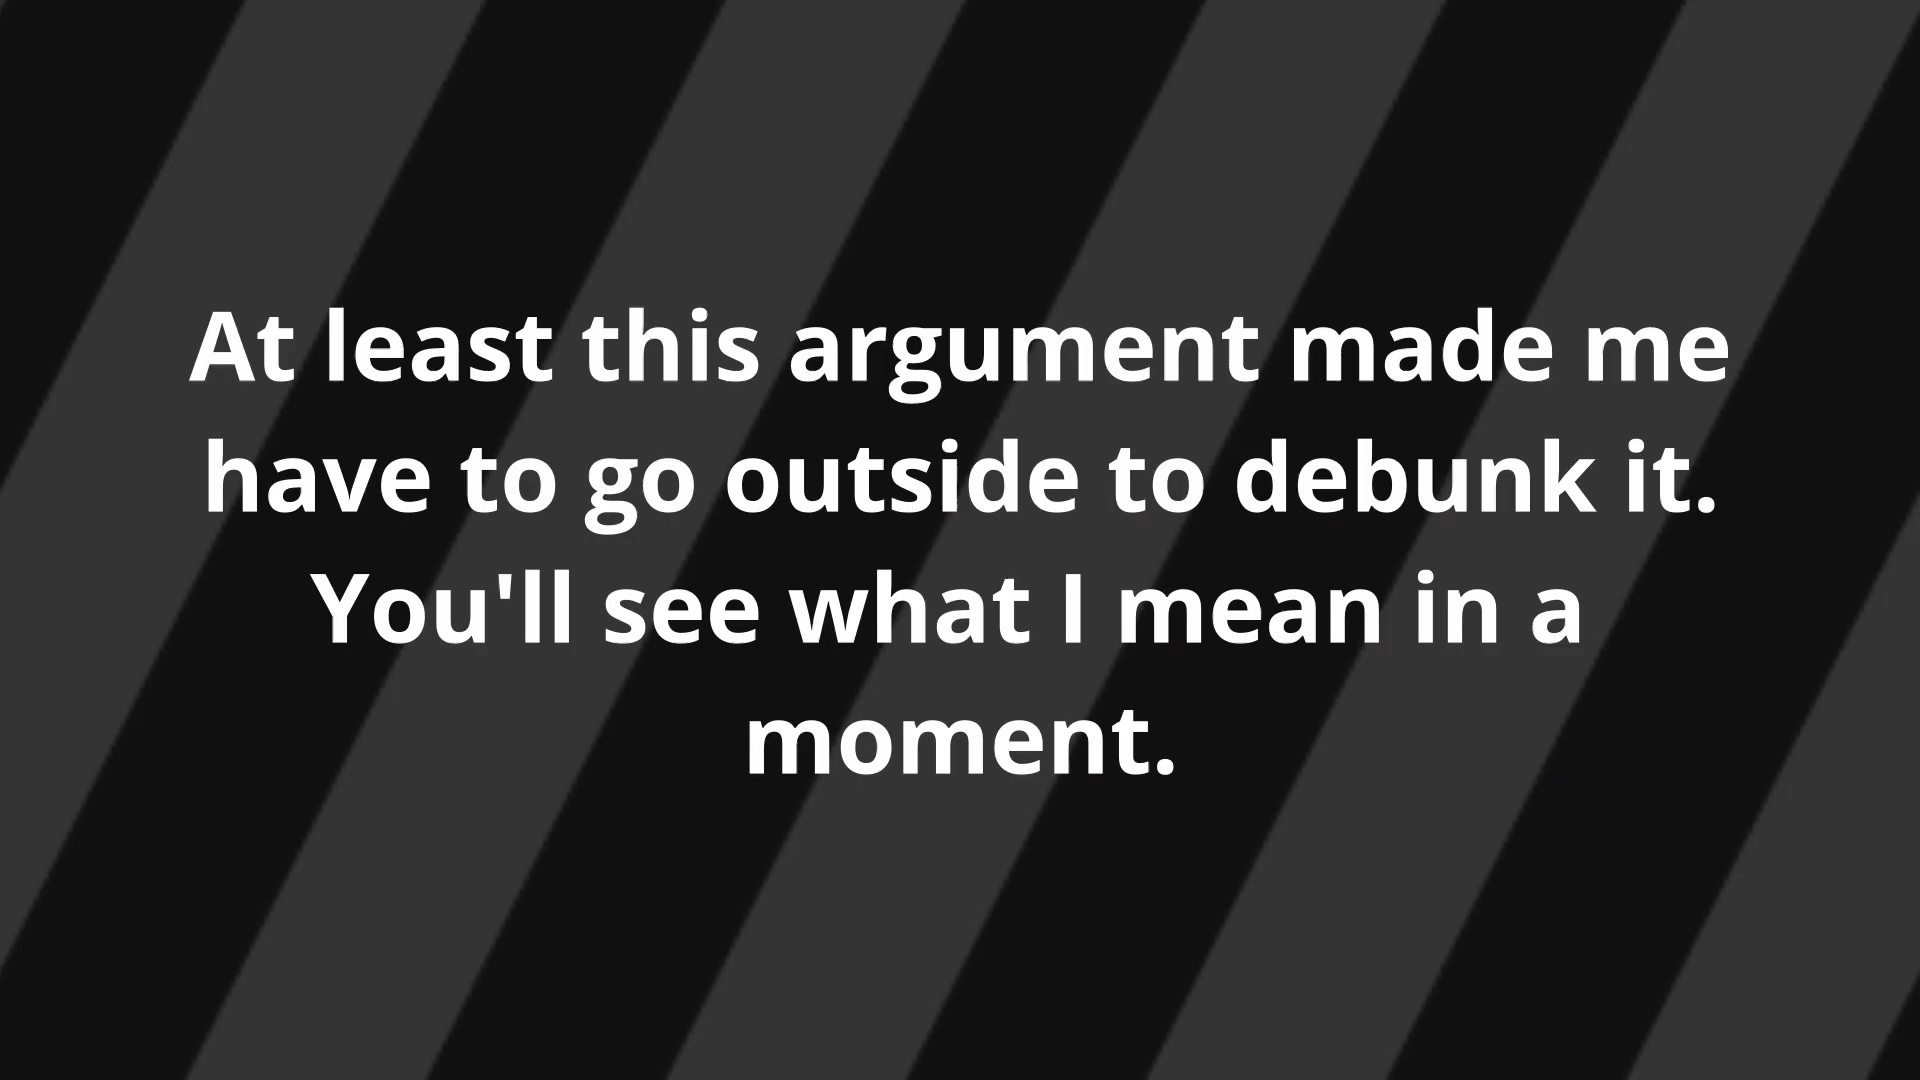 At least this argument made me
have to go outside to debunk it.
You'll see what I mean in a
moment.